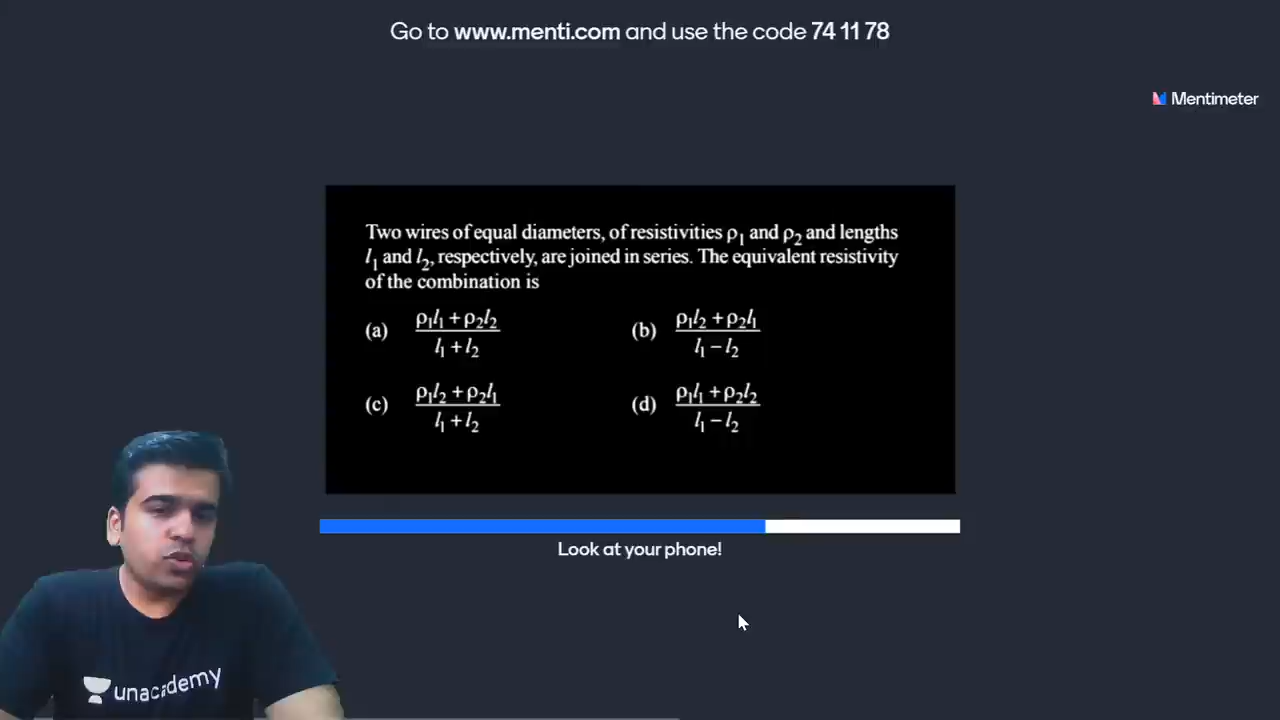 Go to www.menti.com and use the code 74 11 78
Mentimeter
Two wires of equal diameters, of resistivities ρ₁ and ρ₂ and lengths
l₁ and l₂, respectively, are joined in series. The equivalent resistivity
of the combination is
(a) (ρ₁l₁ + ρ₂l₂)/(l₁ + l₂) (b) (ρ₁l₂ + ρ₂l₁)/(l₁ − l₂)
(c) (ρ₁l₂ + ρ₂l₁)/(l₁ + l₂) (d) (ρ₁l₁ + ρ₂l₂)/(l₁ − l₂)
Look at your phone!
unacademy